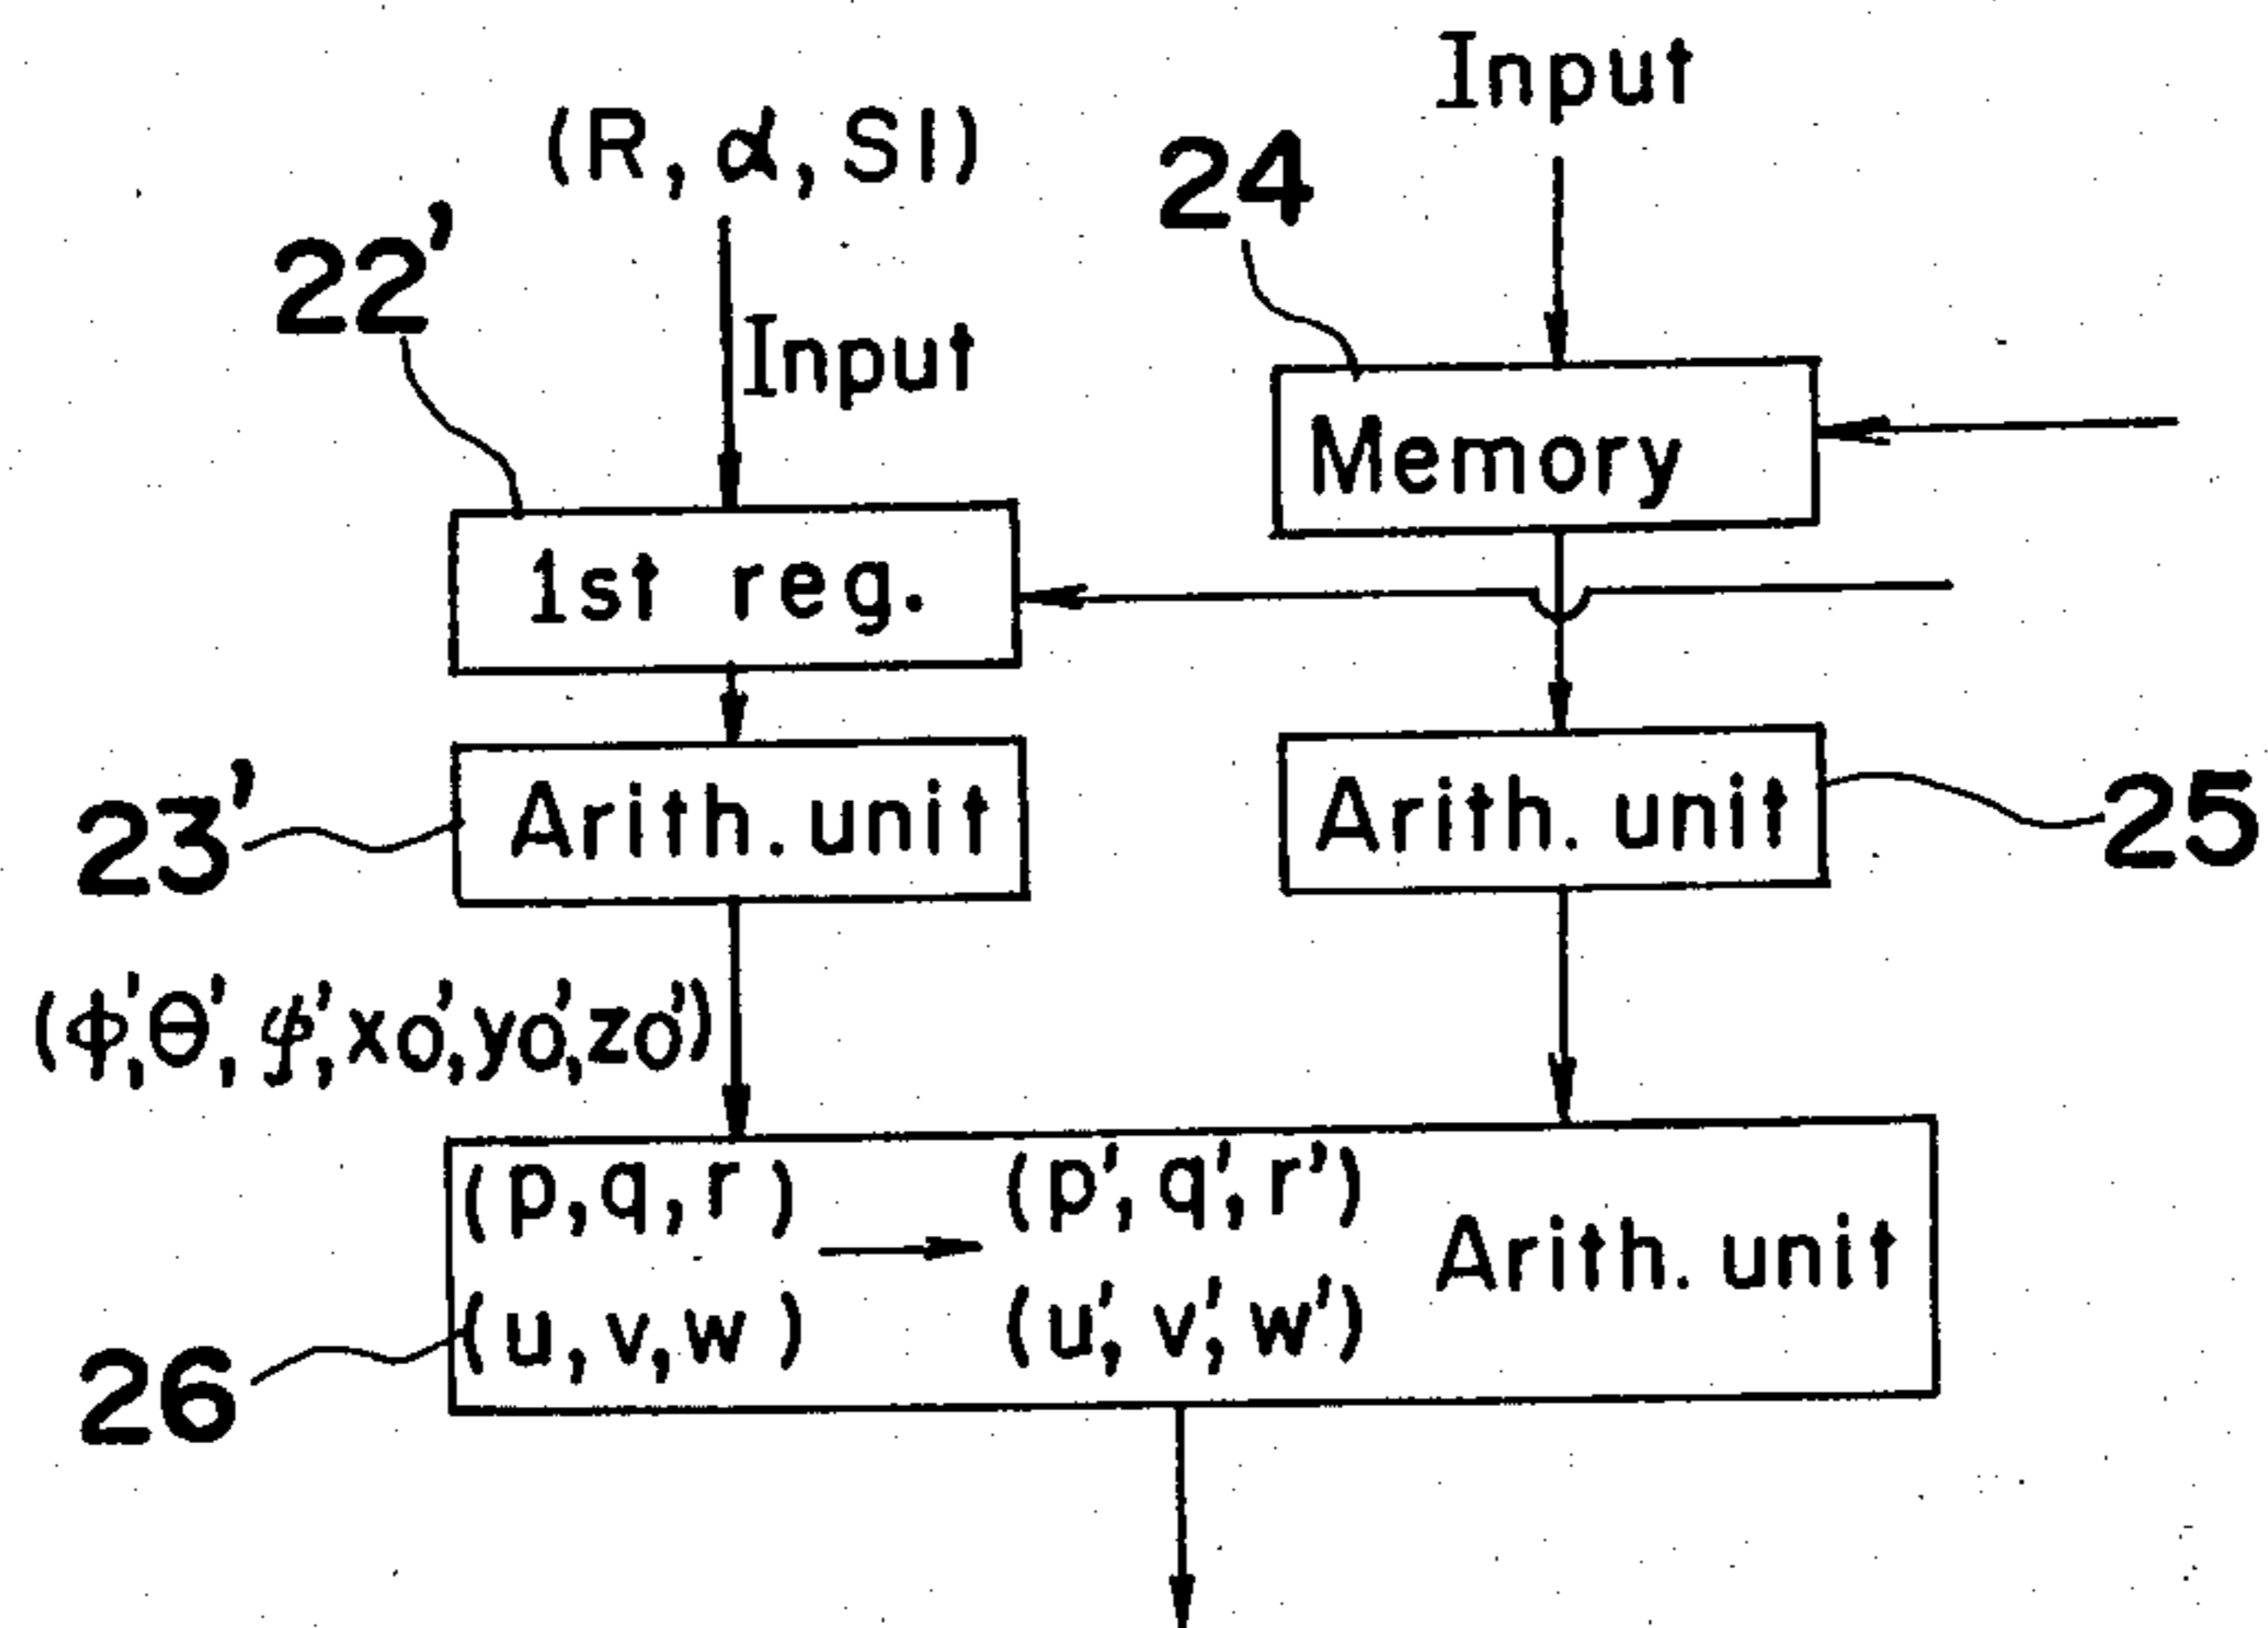 Input
(R, α, S1)
24
22'
Input
Memory
1st reg.
23'
Arith. unit
Arith. unit
25
(ϕ', θ', ψ', xo', yo', zo')
(p, q, r) → (p', q', r')
Arith. unit
(u, v, w) (u', v', w')
26